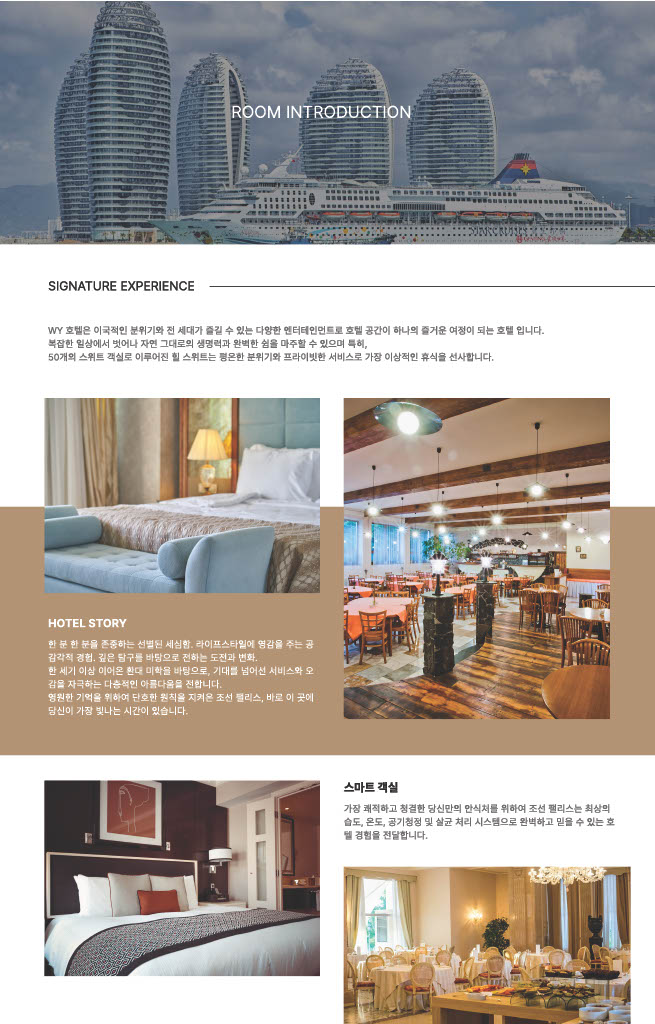 ROOM INTRODUCTION
SIGNATURE EXPERIENCE
WY 호텔은 이국적인 분위기와 전 세대가 즐길 수 있는 다양한 엔터테인먼트로 호텔 공간이 하나의 즐거운 여정이 되는 호텔 입니다.
복잡한 일상에서 벗어나 자연 그대로의 생명력과 완벽한 쉼을 마주할 수 있으며 특히,
50개의 스위트 객실로 이루어진 힐 스위트는 평온한 분위기와 프라이빗한 서비스로 가장 이상적인 휴식을 선사합니다.
HOTEL STORY
한 분 한 분을 존중하는 선별된 세심함. 라이프스타일에 영감을 주는 공
감각적 경험. 깊은 탐구를 바탕으로 전하는 도전과 변화.
한 세기 이상 이어온 환대 미학을 바탕으로, 기대를 넘어선 서비스와 오
감을 자극하는 다층적인 아름다움을 전합니다.
영원한 기억을 위하여 단호한 원칙을 지켜온 조선 팰리스, 바로 이 곳에
당신이 가장 빛나는 시간이 있습니다.
스마트 객실
가장 쾌적하고 청결한 당신만의 안식처를 위하여 조선 팰리스는 최상의
습도, 온도, 공기청정 및 살균 처리 시스템으로 완벽하고 믿을 수 있는 호
텔 경험을 전달합니다.